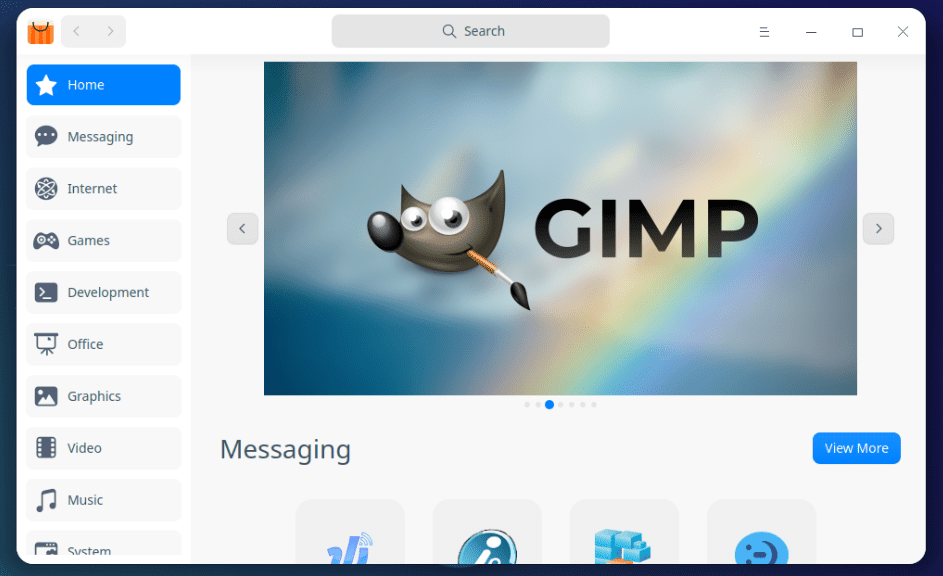 Search
Home
Messaging
Internet
Games
Development
Office
Graphics
Video
Music
System
GIMP
Messaging
View More